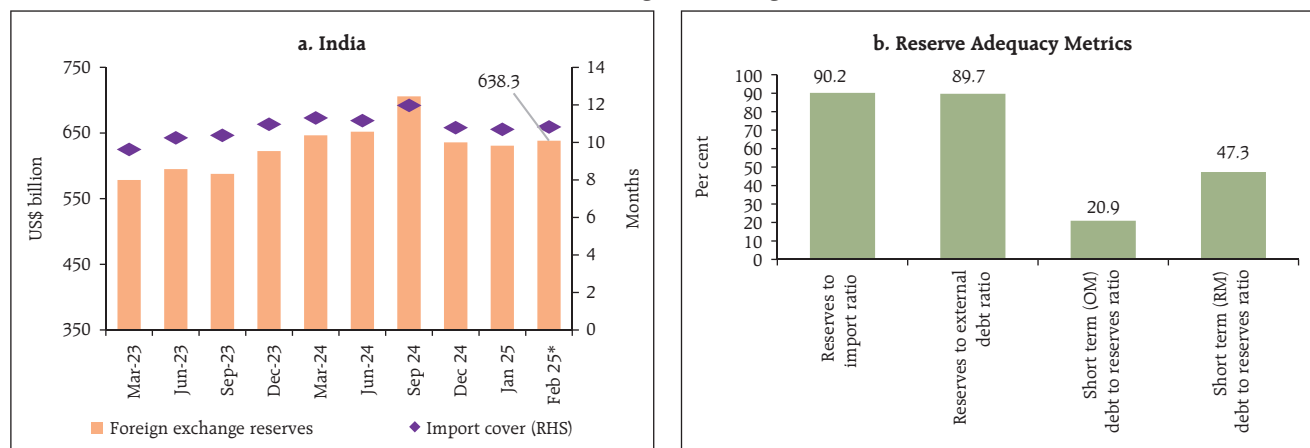 a. India
750
650
550
450
350
US$ billion
14
12
10
8
6
4
2
0
Months
638.3
Mar-23
Jun-23
Sep-23
Dec-23
Mar-24
Jun-24
Sep 24
Dec 24
Jan 25
Feb 25*
Foreign exchange reserves
Import cover (RHS)
b. Reserve Adequacy Metrics
100
90
80
70
60
50
40
30
20
10
0
Per cent
90.2
89.7
20.9
47.3
Reserves to
import ratio
Reserves to external
debt ratio
Short term (OM)
debt to reserves ratio
Short term (RM)
debt to reserves ratio